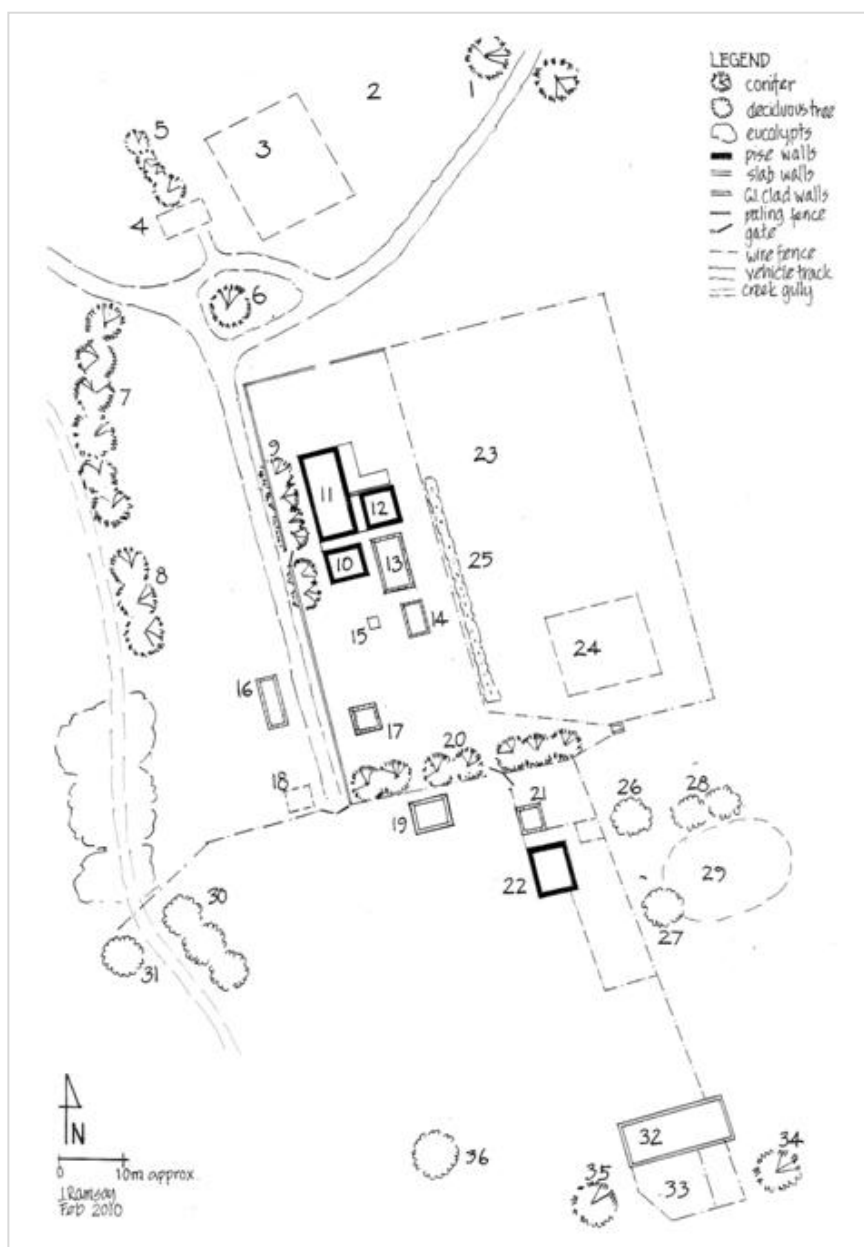 LEGEND
conifer
deciduous tree
eucalypts
pise walls
slab walls
G.I. clad walls
paling fence
gate
wire fence
vehicle track
creek gully
1
2
3
4
5
6
7
8
9
10
11
12
13
14
15
16
17
18
19
20
21
22
23
24
25
26
27
28
29
30
31
32
33
34
35
36
N
0 10m approx.
J. Ramsay
Feb 2010